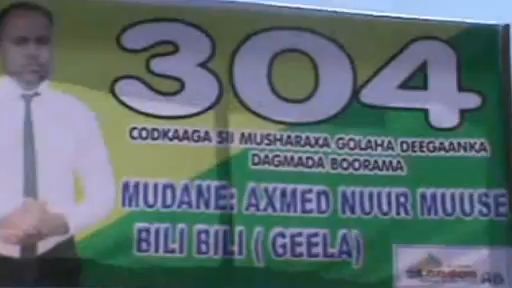 304
CODKAAGA SII MUSHARAXA GOLAHA DEEGAANKA
DAGMADA BOORAMA
MUDANE: AXMED NUUR MUUSE
BILI BILI ( GEELA)